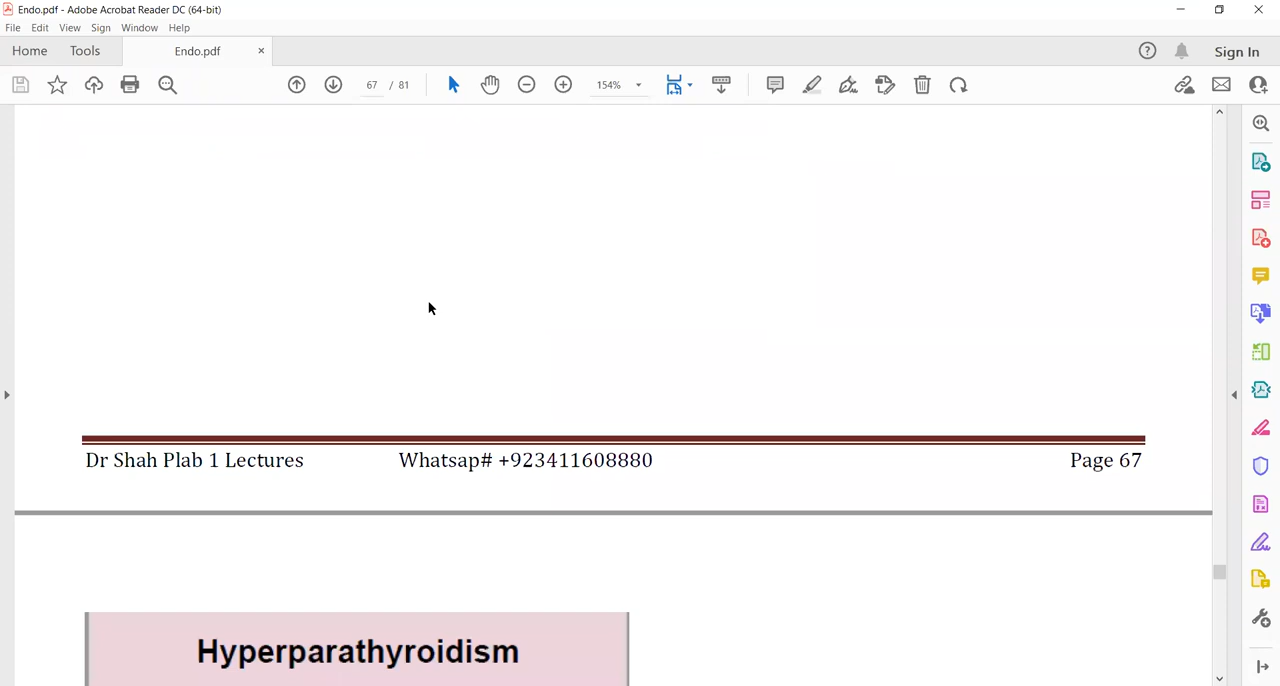 Endo.pdf - Adobe Acrobat Reader DC (64-bit)
File Edit View Sign Window Help
Home Tools Endo.pdf × Sign In
67 / 81 154%
Dr Shah Plab 1 Lectures Whatsap# +923411608880 Page 67
Hyperparathyroidism